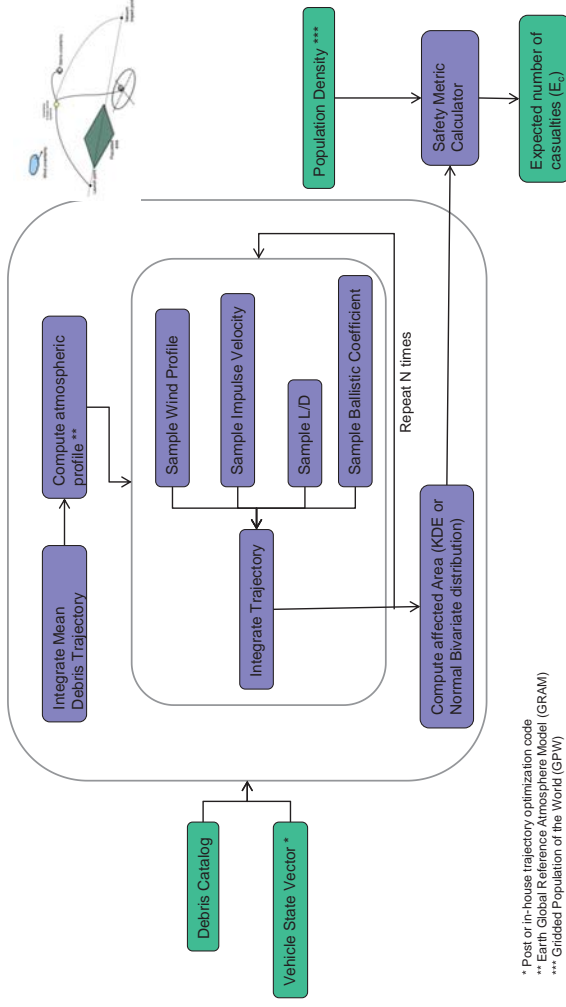 Debris Catalog
Vehicle State Vector *
Integrate Mean
Debris Trajectory
Compute atmospheric
profile **
Integrate Trajectory
Sample Wind Profile
Sample Impulse Velocity
Sample L/D
Sample Ballistic Coefficient
Repeat N times
Compute affected Area (KDE or
Normal Bivariate distribution)
Population Density ***
Safety Metric
Calculator
Expected number of
casualties (Ec)
* Post or in-house trajectory optimization code
** Earth Global Reference Atmosphere Model (GRAM)
*** Gridded Population of the World (GPW)